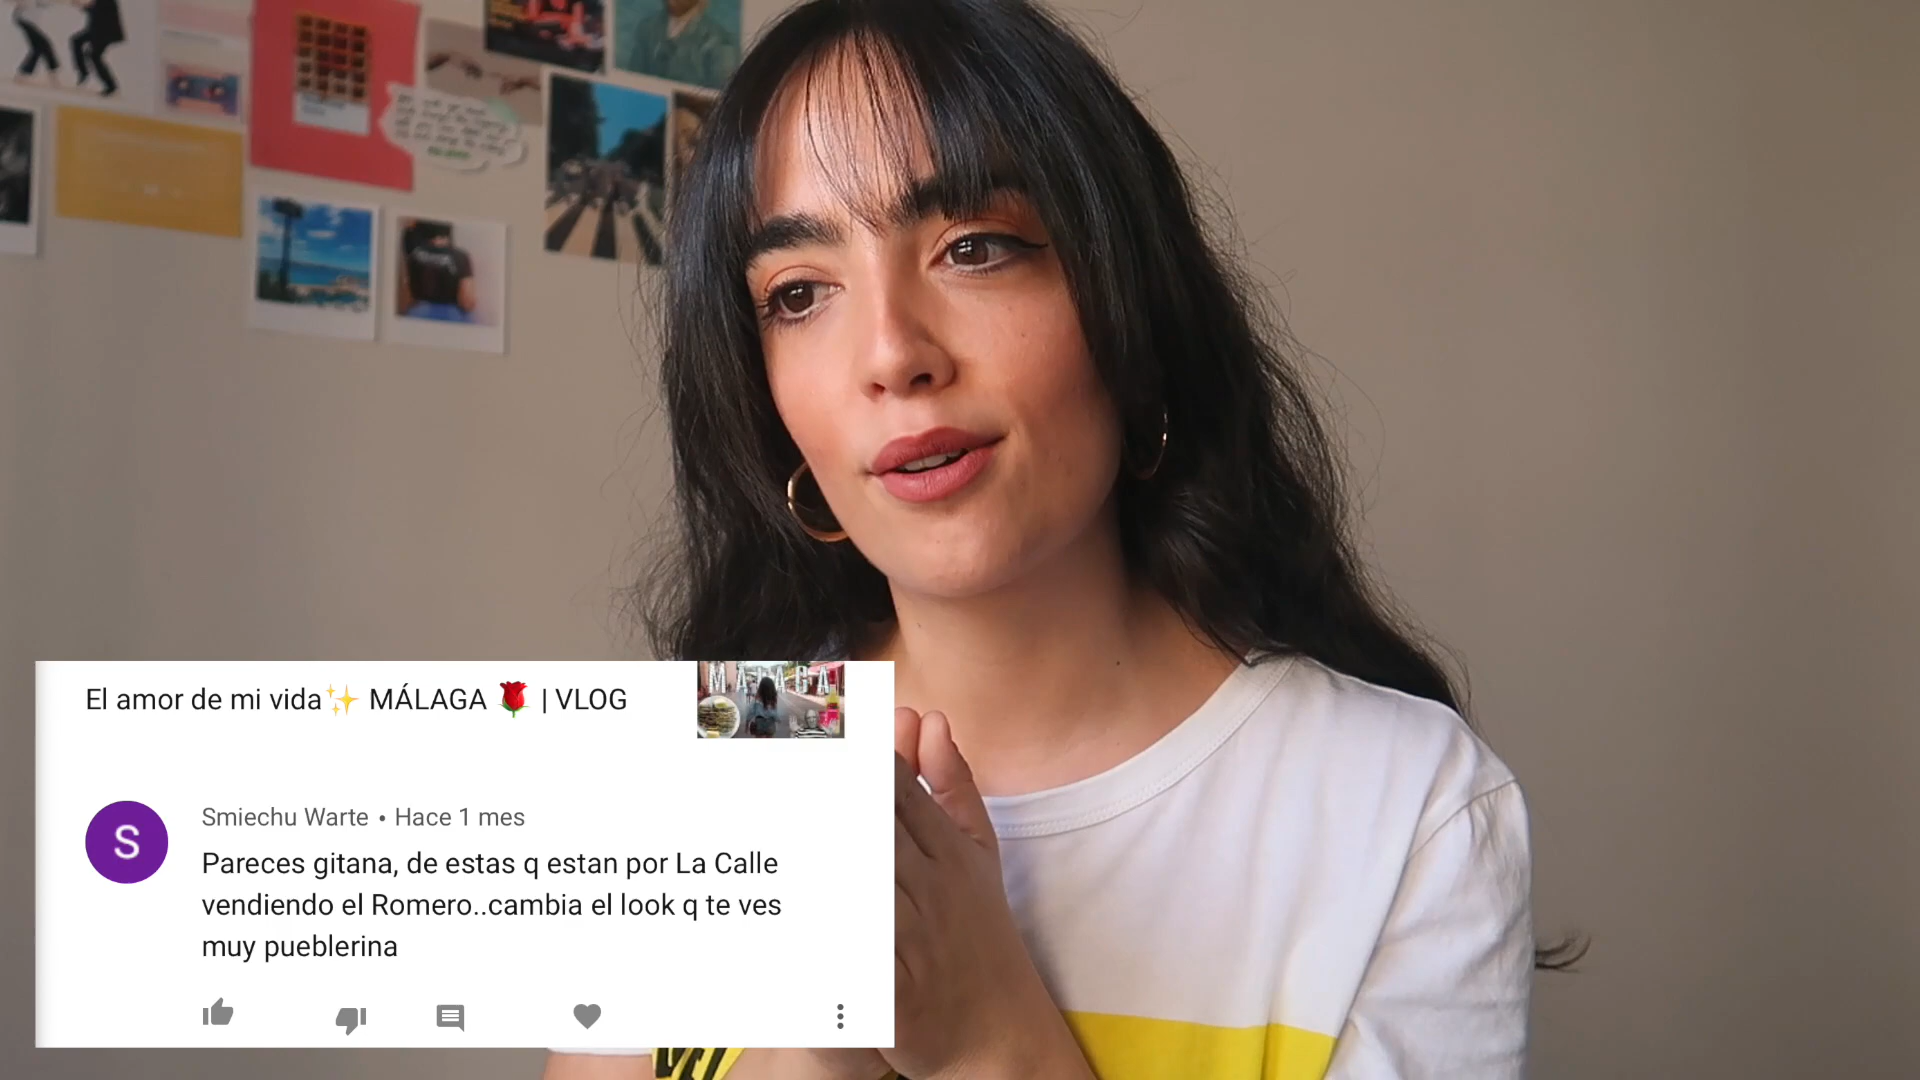 El amor de mi vida✨ MÁLAGA 🌹 | VLOG
MALAGA
S
Smiechu Warte • Hace 1 mes
Pareces gitana, de estas q estan por La Calle
vendiendo el Romero..cambia el look q te ves
muy pueblerina